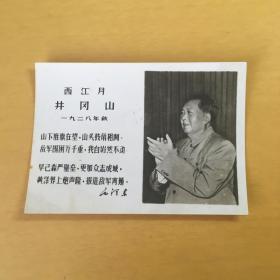 西江月
井冈山
一九二八年秋
山下旌旗在望，山头鼓角相闻。
敌军围困万千重，我自岿然不动。
早已森严壁垒，更加众志成城。
黄洋界上炮声隆，报道敌军宵遁。
毛泽东